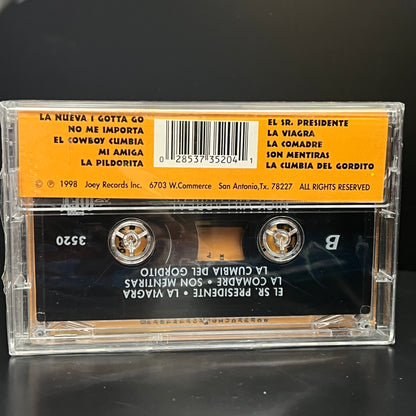 LA NUEVA I GOTTA GO
NO ME IMPORTA
EL COWBOY CUMBIA
MI AMIGA
LA PILDORITA
0 28537 35204 1
EL SR. PRESIDENTE
LA VIAGRA
LA COMADRE
SON MENTIRAS
LA CUMBIA DEL GORDITO
© ℗ 1998 Joey Records Inc. 6703 W.Commerce San Antonio,Tx. 78227 ALL RIGHTS RESERVED
3520
B
EL SR. PRESIDENTE • LA VIAGRA
LA COMADRE • SON MENTIRAS
LA CUMBIA DEL GORDITO